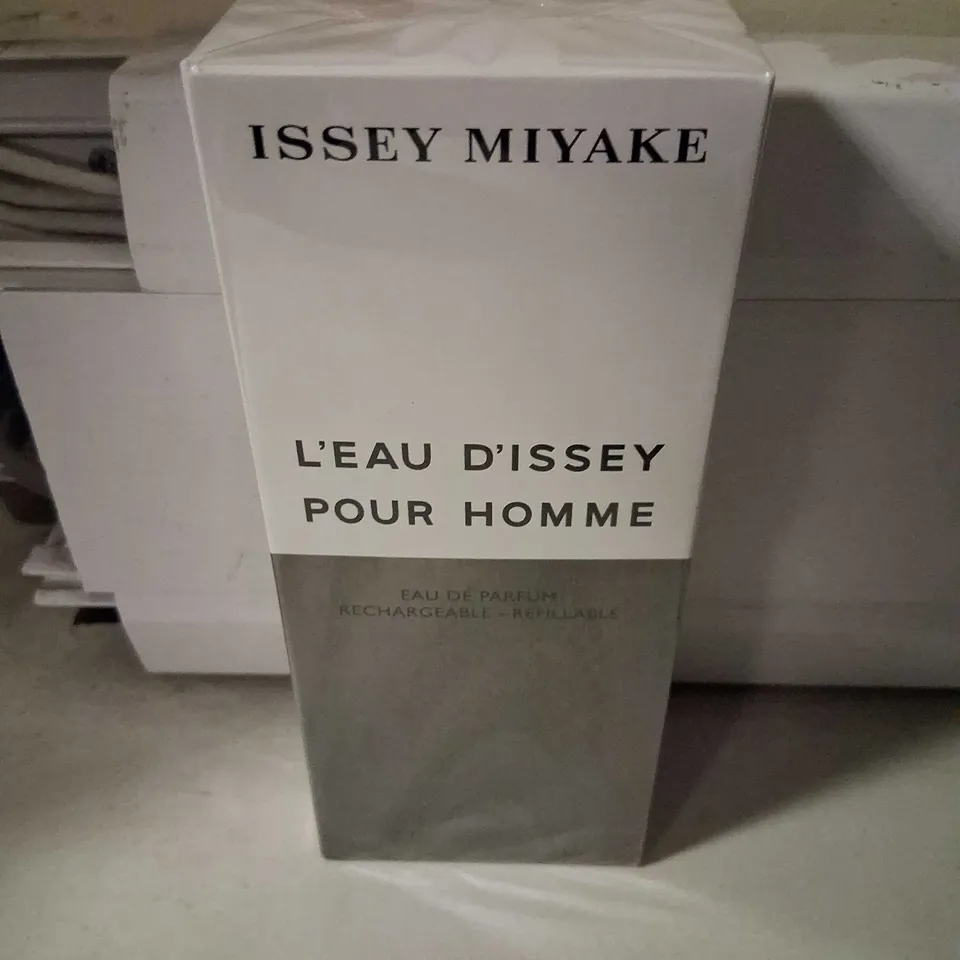 ISSEY MIYAKE
L'EAU D'ISSEY
POUR HOMME
EAU DE PARFUM
RECHARGEABLE - REFILLABLE